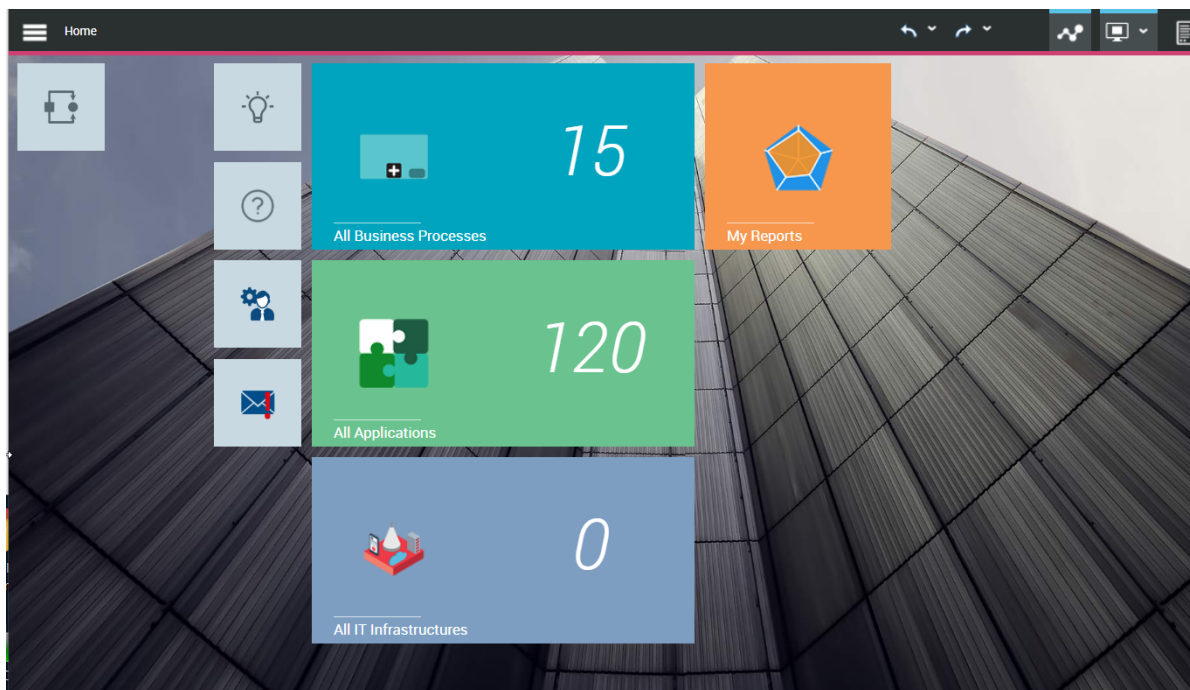 Home
15
All Business Processes
My Reports
120
All Applications
0
All IT Infrastructures